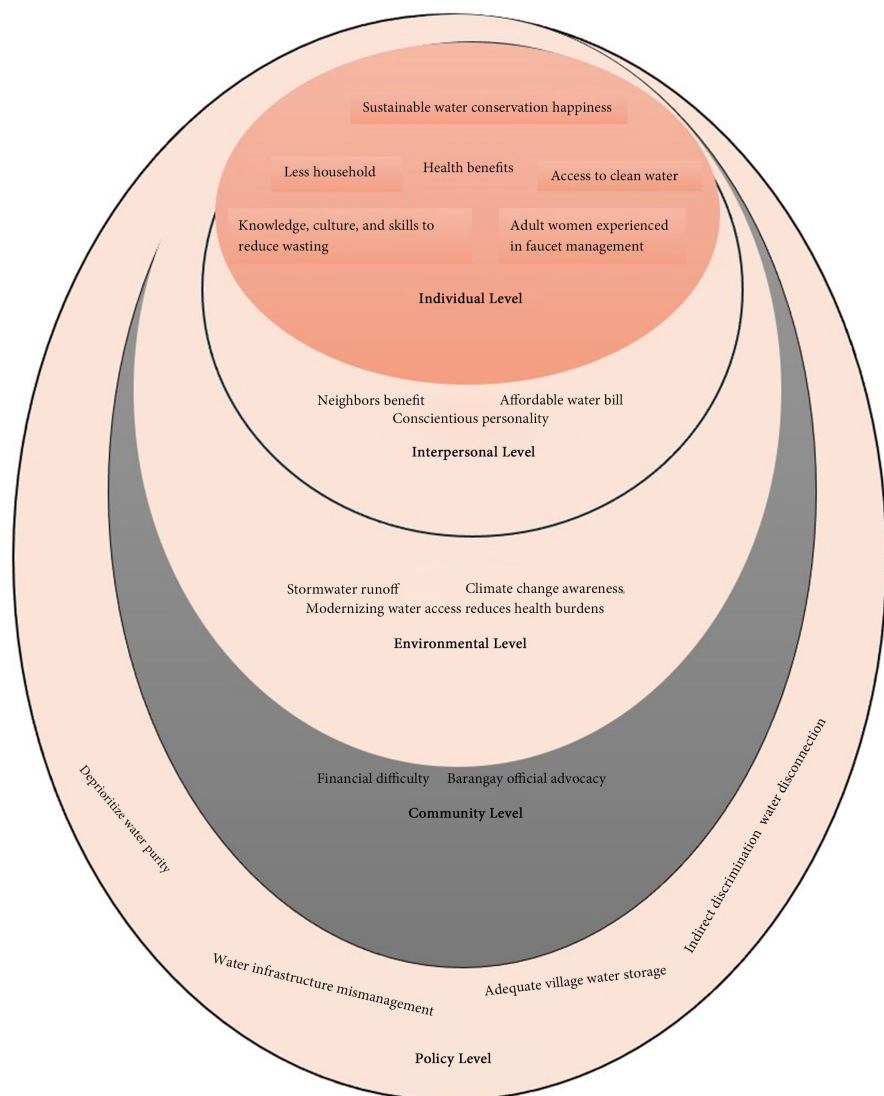 Sustainable water conservation happiness
Less household
Health benefits
Access to clean water
Knowledge, culture, and skills to
reduce wasting
Adult women experienced
in faucet management
Individual Level
Neighbors benefit
Affordable water bill
Conscientious personality
Interpersonal Level
Stormwater runoff
Climate change awareness
Modernizing water access reduces health burdens
Environmental Level
Financial difficulty
Barangay official advocacy
Community Level
Deprioritize water purity
Water infrastructure mismanagement
Adequate village water storage
Indirect discrimination water disconnection
Policy Level